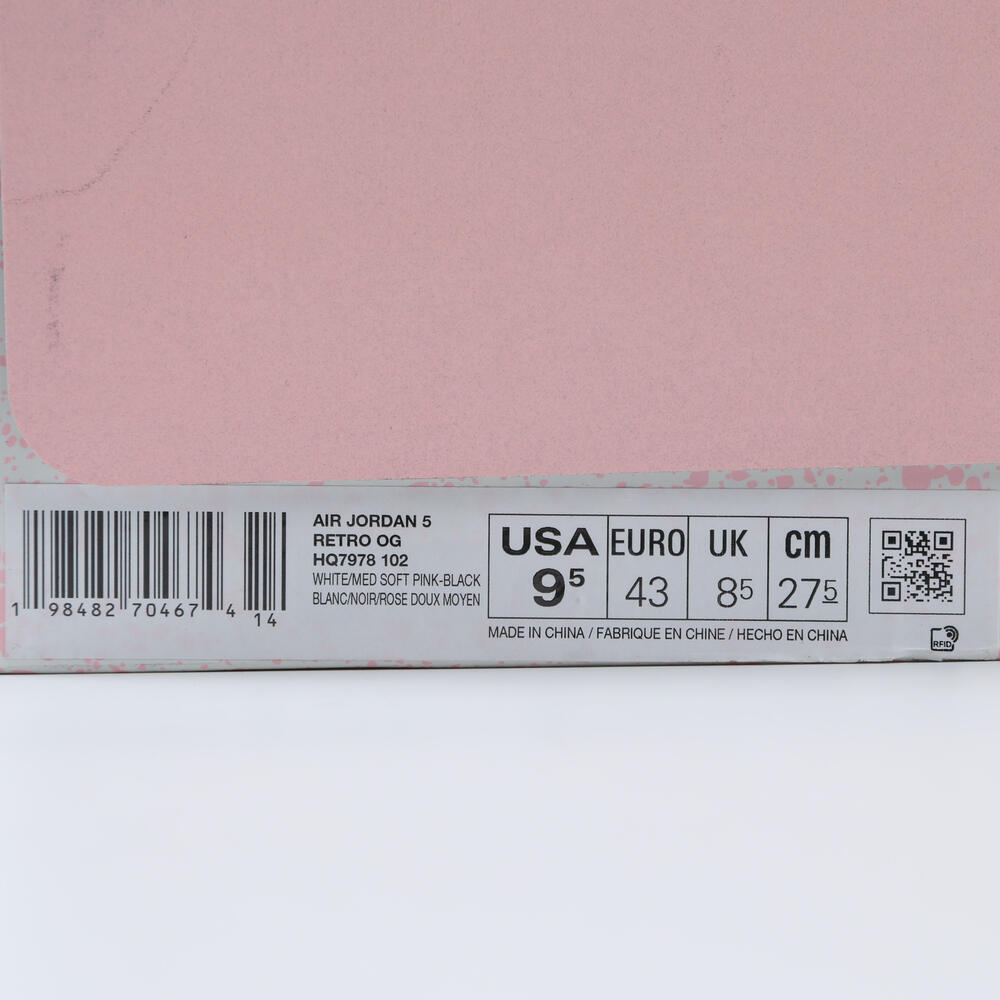 AIR JORDAN 5
RETRO OG
HQ7978 102
WHITE/MED SOFT PINK-BLACK
BLANC/NOIR/ROSE DOUX MOYEN
1 98482 70467 4
14
USA EURO UK cm
9⁵ 43 8⁵ 27⁵
MADE IN CHINA / FABRIQUE EN CHINE / HECHO EN CHINA
RFID